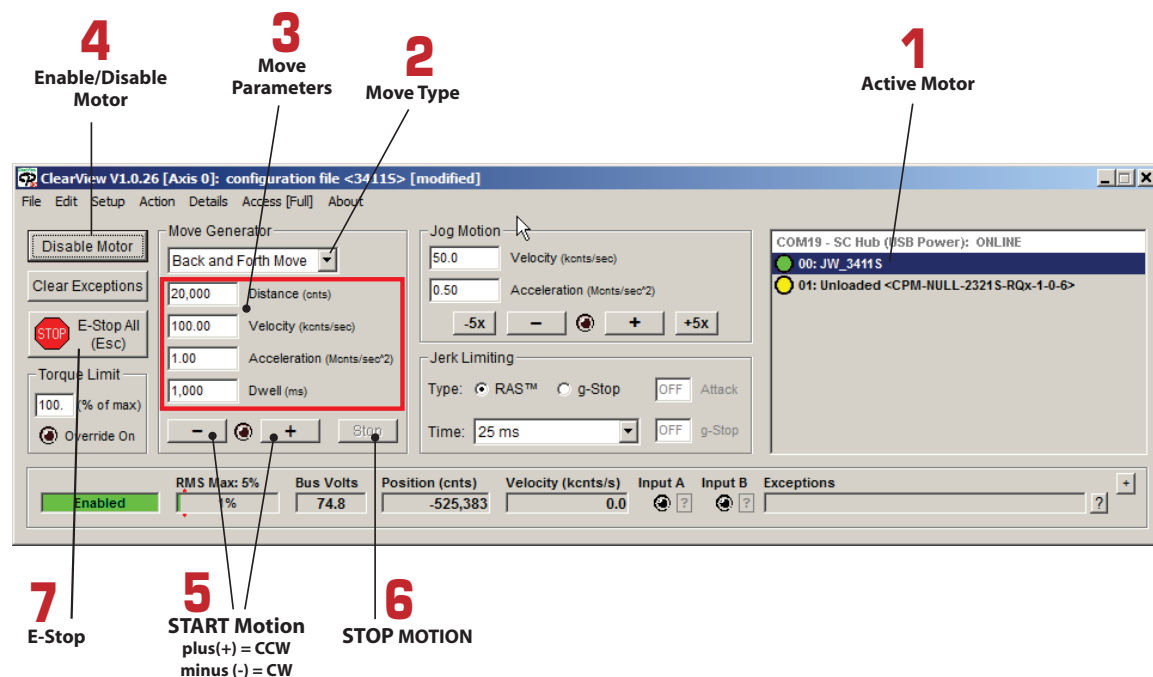 4
Enable/Disable
Motor
3
Move
Parameters
2
Move Type
1
Active Motor
ClearView V1.0.26 [Axis 0]: configuration file <3411S> [modified]
File Edit Setup Action Details Access [Full] About
Disable Motor
Clear Exceptions
STOP
E-Stop All
(Esc)
Torque Limit
100. (% of max)
Override On
Move Generator
Back and Forth Move
20,000 Distance (cnts)
100.00 Velocity (kcnts/sec)
1.00 Acceleration (Mcnts/sec^2)
1,000 Dwell (ms)
- + Stop
Jog Motion
50.0 Velocity (kcnts/sec)
0.50 Acceleration (Mcnts/sec^2)
-5x - + +5x
Jerk Limiting
Type: RAS™ g-Stop OFF Attack
Time: 25 ms OFF g-Stop
COM19 - SC Hub (USB Power): ONLINE
00: JW_3411S
01: Unloaded <CPM-NULL-2321S-RQx-1-0-6>
RMS Max: 5% Bus Volts Position (cnts) Velocity (kcnts/s) Input A Input B Exceptions +
Enabled 1% 74.8 -525,383 0.0 ? ? ?
7
E-Stop
5
START Motion
plus(+) = CCW
minus (-) = CW
6
STOP MOTION